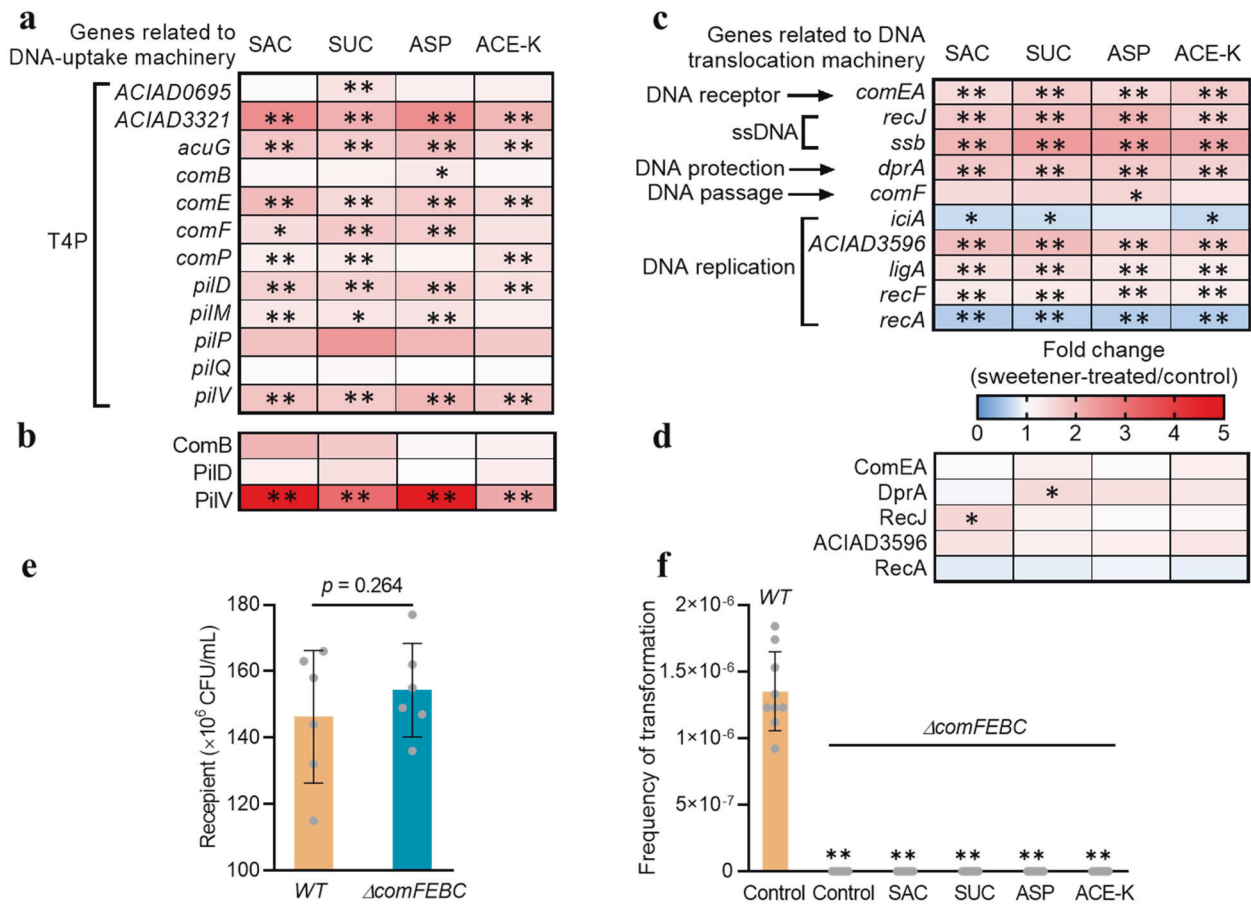 a
Genes related to
DNA-uptake machinery
SAC SUC ASP ACE-K
T4P
ACIAD0695 **
ACIAD3321 ** ** ** **
acuG ** ** ** **
comB *
comE ** ** ** **
comF * ** **
comP ** ** **
pilD ** ** ** **
pilM ** * **
pilP
pilQ
pilV ** ** ** **
b
ComB
PilD
PilV ** ** ** **
c
Genes related to DNA
translocation machinery
SAC SUC ASP ACE-K
DNA receptor comEA ** ** ** **
ssDNA
recJ ** ** ** **
ssb ** ** ** **
DNA protection dprA ** ** ** **
DNA passage comF *
DNA replication
iciA * * *
ACIAD3596 ** ** ** **
ligA ** ** ** **
recF ** ** ** **
recA ** ** ** **
Fold change
(sweetener-treated/control)
0 1 2 3 4 5
d
ComEA
DprA *
RecJ *
ACIAD3596
RecA
e
p = 0.264
Recepient (×10⁶ CFU/mL)
180
160
140
120
100
WT ΔcomFEBC
f
Frequency of transformation
2×10⁻⁶
1.5×10⁻⁶
1×10⁻⁶
5×10⁻⁷
0
WT
ΔcomFEBC
** ** ** ** **
Control Control SAC SUC ASP ACE-K